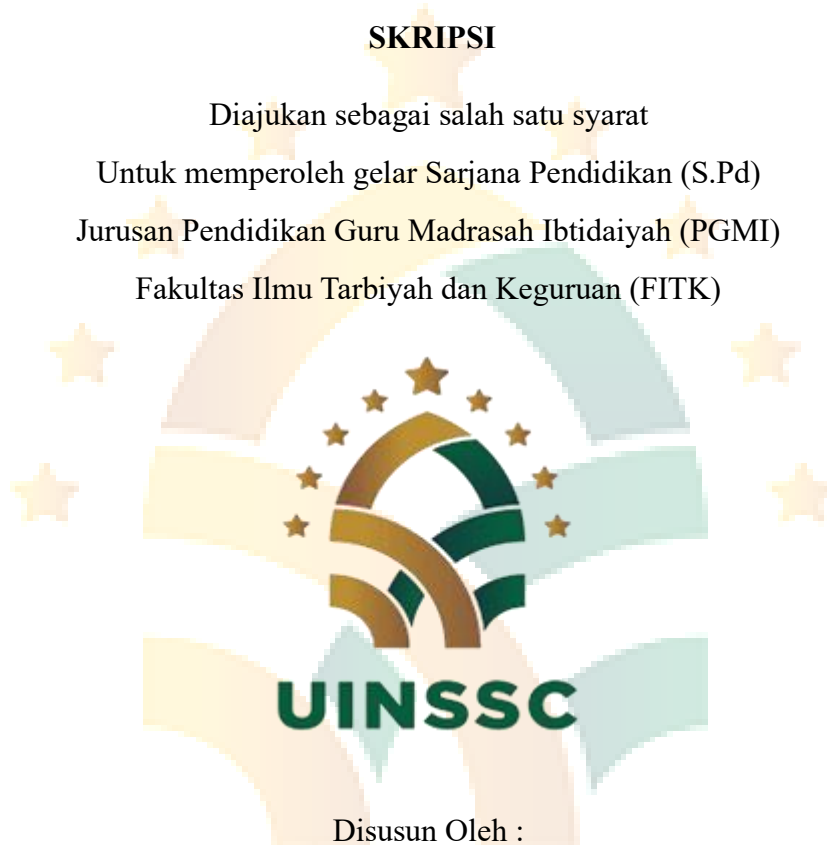 SKRIPSI
Diajukan sebagai salah satu syarat
Untuk memperoleh gelar Sarjana Pendidikan (S.Pd)
Jurusan Pendidikan Guru Madrasah Ibtidaiyah (PGMI)
Fakultas Ilmu Tarbiyah dan Keguruan (FITK)
UINSSC
Disusun Oleh :